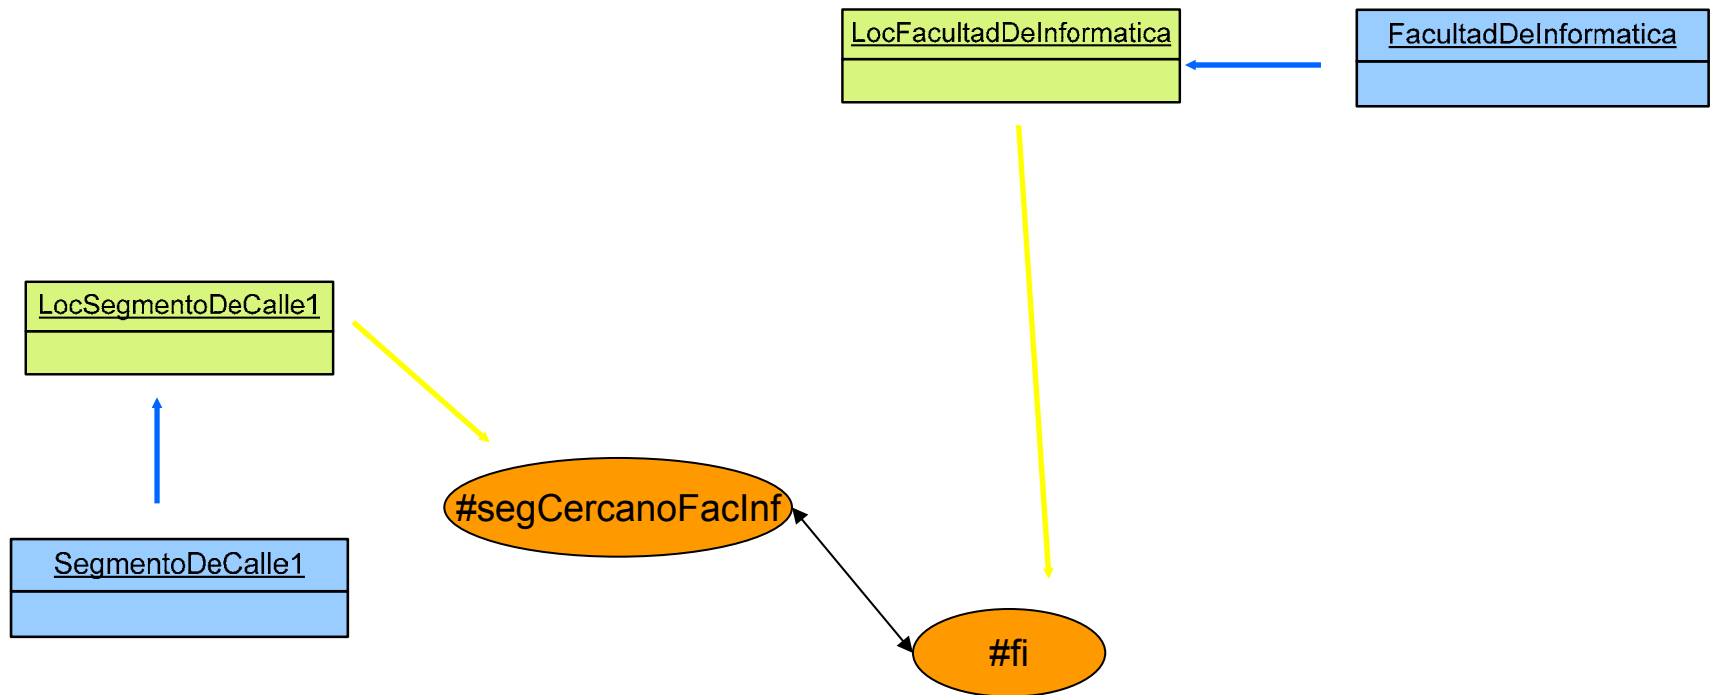 LocFacultadDeInformatica
FacultadDeInformatica
LocSegmentoDeCalle1
#segCercanoFacInf
SegmentoDeCalle1
#fi